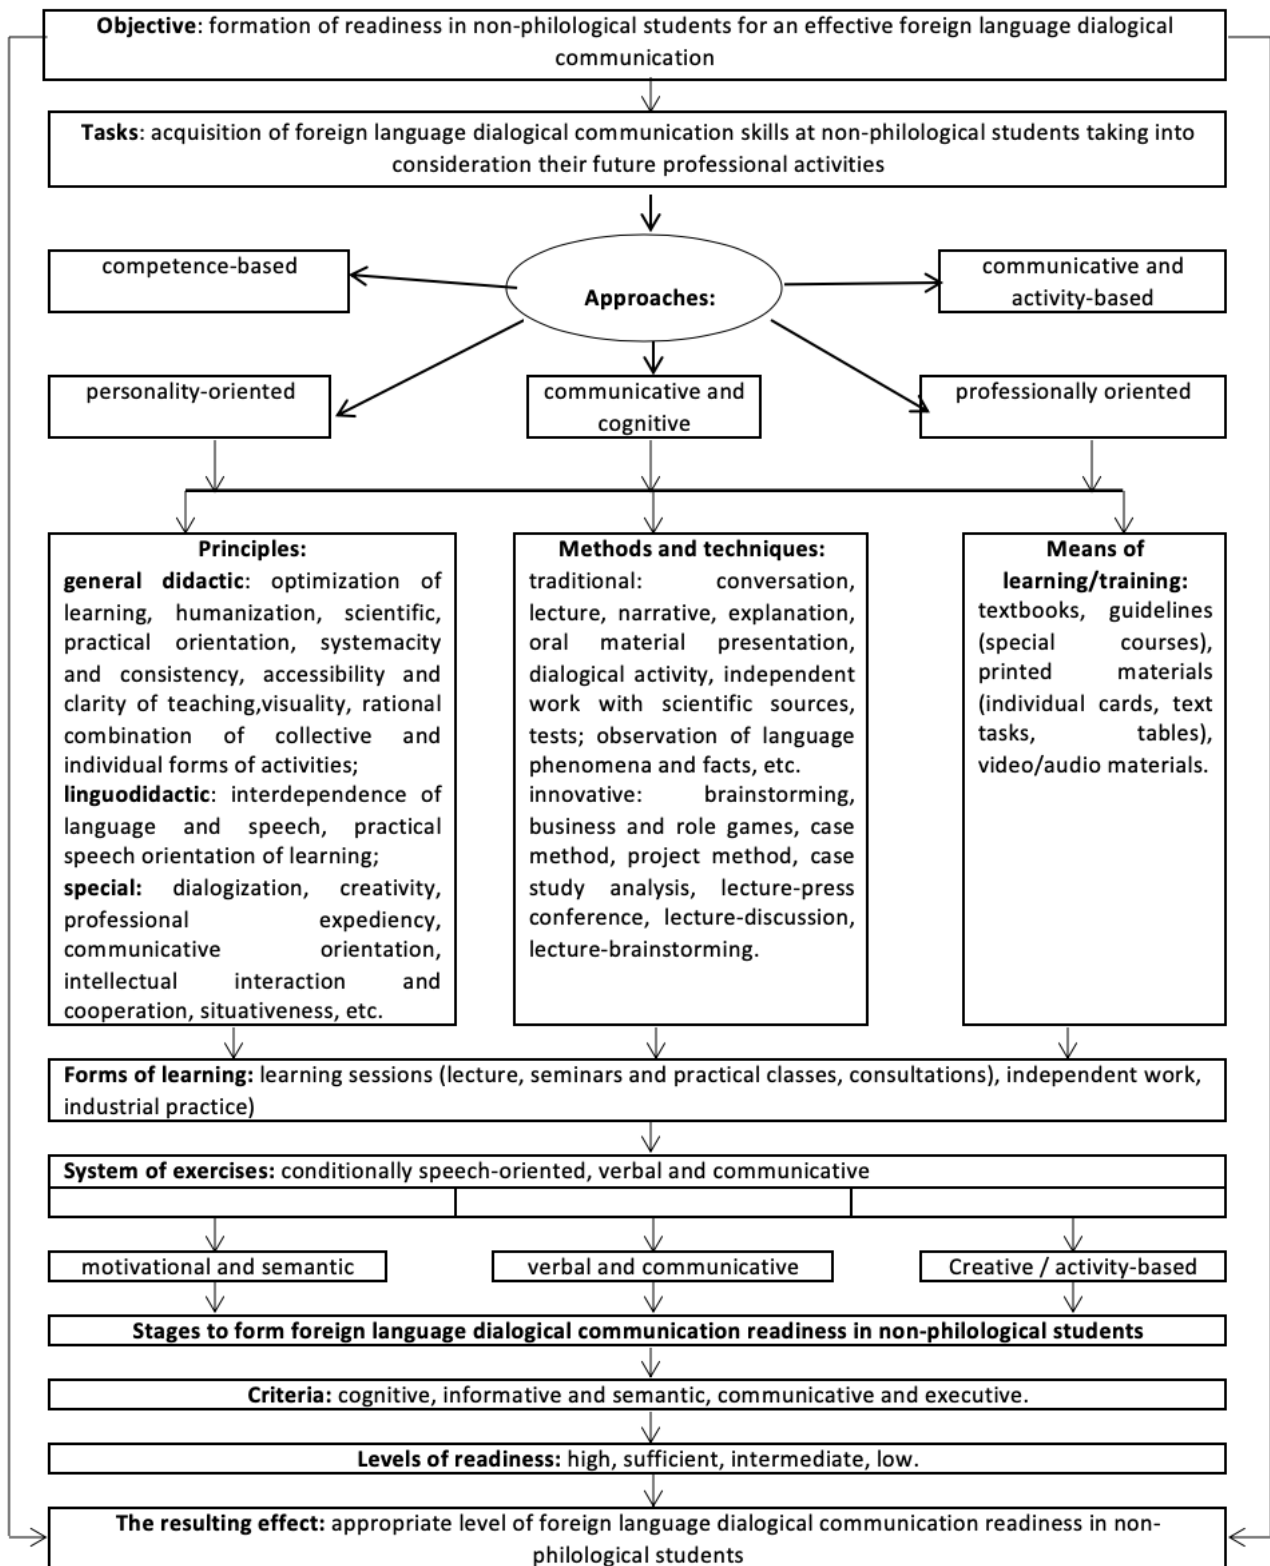 Objective: formation of readiness in non-philological students for an effective foreign language dialogical
communication
Tasks: acquisition of foreign language dialogical communication skills at non-philological students taking into
consideration their future professional activities
competence-based
Approaches:
communicative and
activity-based
personality-oriented
communicative and
cognitive
professionally oriented
Principles:
general didactic: optimization of
learning, humanization, scientific,
practical orientation, systemacity
and consistency, accessibility and
clarity of teaching,visuality, rational
combination of collective and
individual forms of activities;
linguodidactic: interdependence of
language and speech, practical
speech orientation of learning;
special: dialogization, creativity,
professional expediency,
communicative orientation,
intellectual interaction and
cooperation, situativeness, etc.
Methods and techniques:
traditional: conversation,
lecture, narrative, explanation,
oral material presentation,
dialogical activity, independent
work with scientific sources,
tests; observation of language
phenomena and facts, etc.
innovative: brainstorming,
business and role games, case
method, project method, case
study analysis, lecture-press
conference, lecture-discussion,
lecture-brainstorming.
Means of
learning/training:
textbooks, guidelines
(special courses),
printed materials
(individual cards, text
tasks, tables),
video/audio materials.
Forms of learning: learning sessions (lecture, seminars and practical classes, consultations), independent work,
industrial practice)
System of exercises: conditionally speech-oriented, verbal and communicative
motivational and semantic
verbal and communicative
Creative / activity-based
Stages to form foreign language dialogical communication readiness in non-philological students
Criteria: cognitive, informative and semantic, communicative and executive.
Levels of readiness: high, sufficient, intermediate, low.
The resulting effect: appropriate level of foreign language dialogical communication readiness in non-
philological students